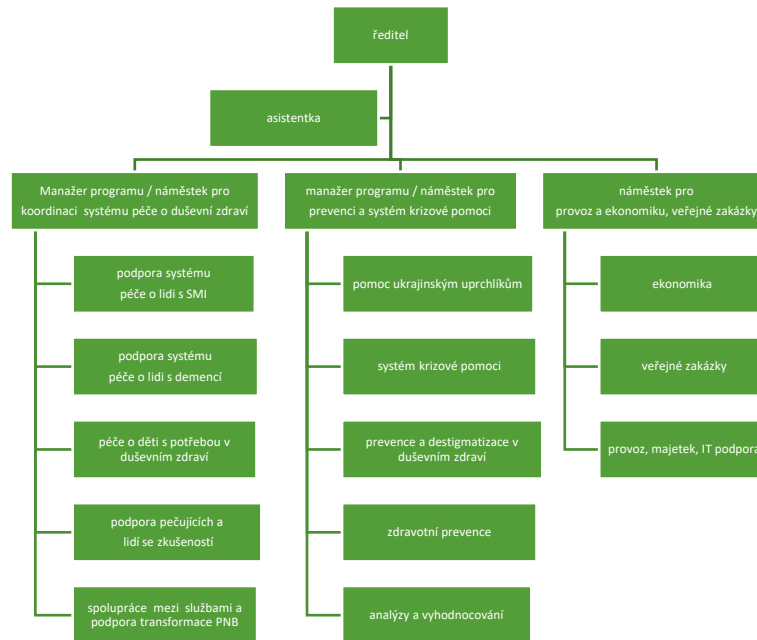 ředitel
asistentka
Manažer programu / náměstek pro
koordinaci systému péče o duševní zdraví
podpora systému
péče o lidi s SMI
podpora systému
péče o lidi s demencí
péče o děti s potřebou v
duševním zdraví
podpora pečujících a
lidí se zkušeností
spolupráce mezi službami a
podpora transformace PNB
manažer programu / náměstek pro
prevenci a systém krizové pomoci
pomoc ukrajinským uprchlíkům
systém krizové pomoci
prevence a destigmatizace v
duševním zdraví
zdravotní prevence
analýzy a vyhodnocování
náměstek pro
provoz a ekonomiku, veřejné zakázky
ekonomika
veřejné zakázky
provoz, majetek, IT podpora